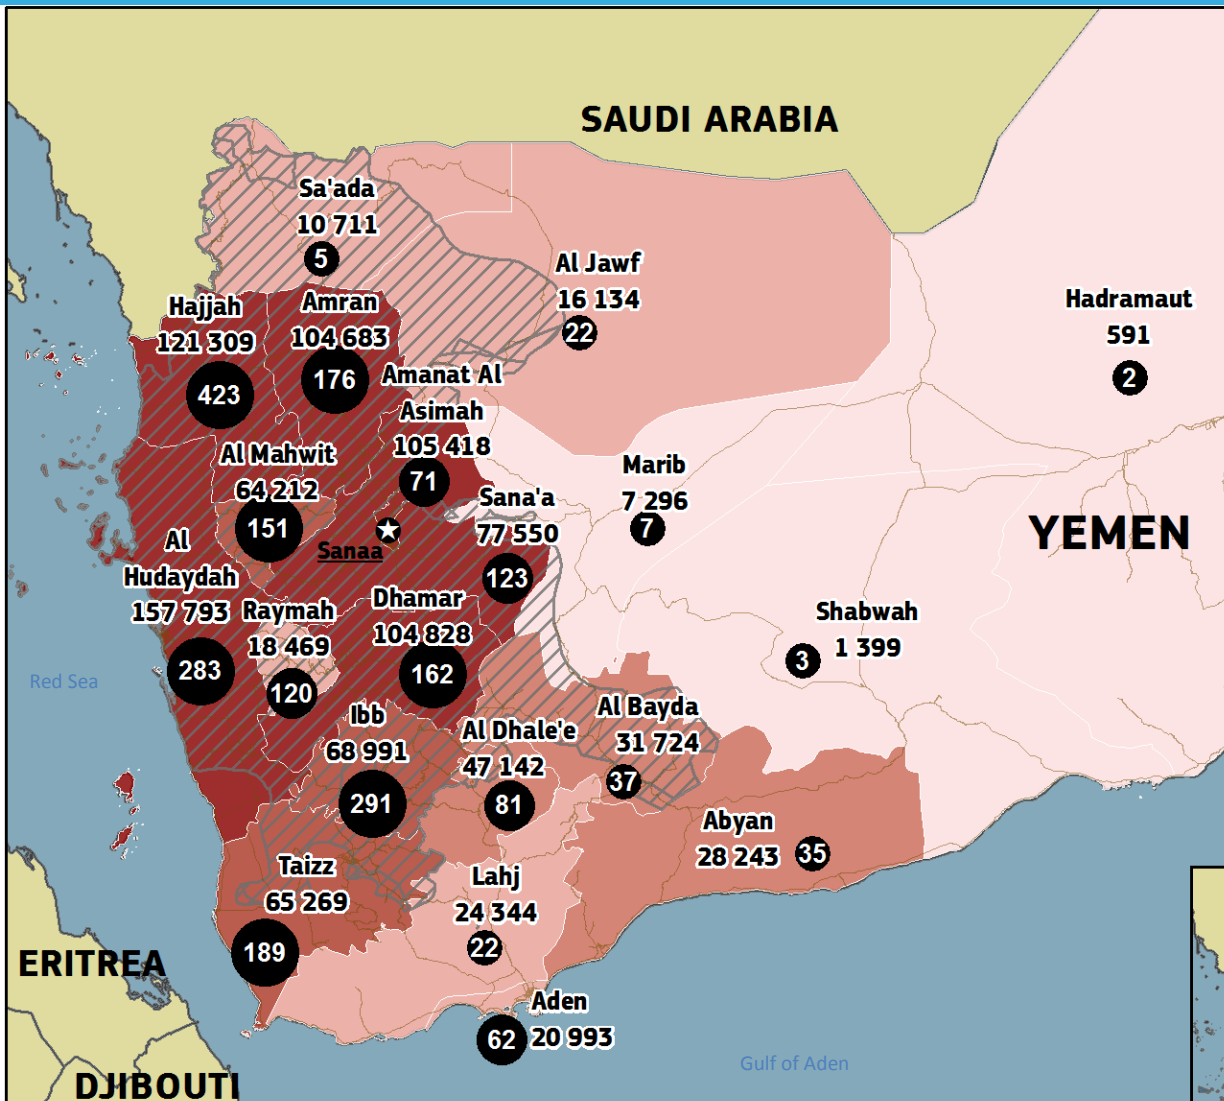 SAUDI ARABIA
Sa'ada
10 711
5
Al Jawf
16 134
22
Hadramaut
591
2
Hajjah
121 309
423
Amran
104 683
176
Amanat Al
Asimah
105 418
71
Al Mahwit
64 212
151
Marib
7 296
7
Sana'a
77 550
123
Sanaa
YEMEN
Al
Hudaydah
157 793
283
Raymah
18 469
120
Dhamar
104 828
162
Shabwah
1 399
3
Red Sea
Ibb
68 991
291
Al Dhale'e
47 142
81
Al Bayda
31 724
37
Abyan
28 243
35
Taizz
65 269
189
Lahj
24 344
22
ERITREA
Aden
20 993
62
Gulf of Aden
DJIBOUTI